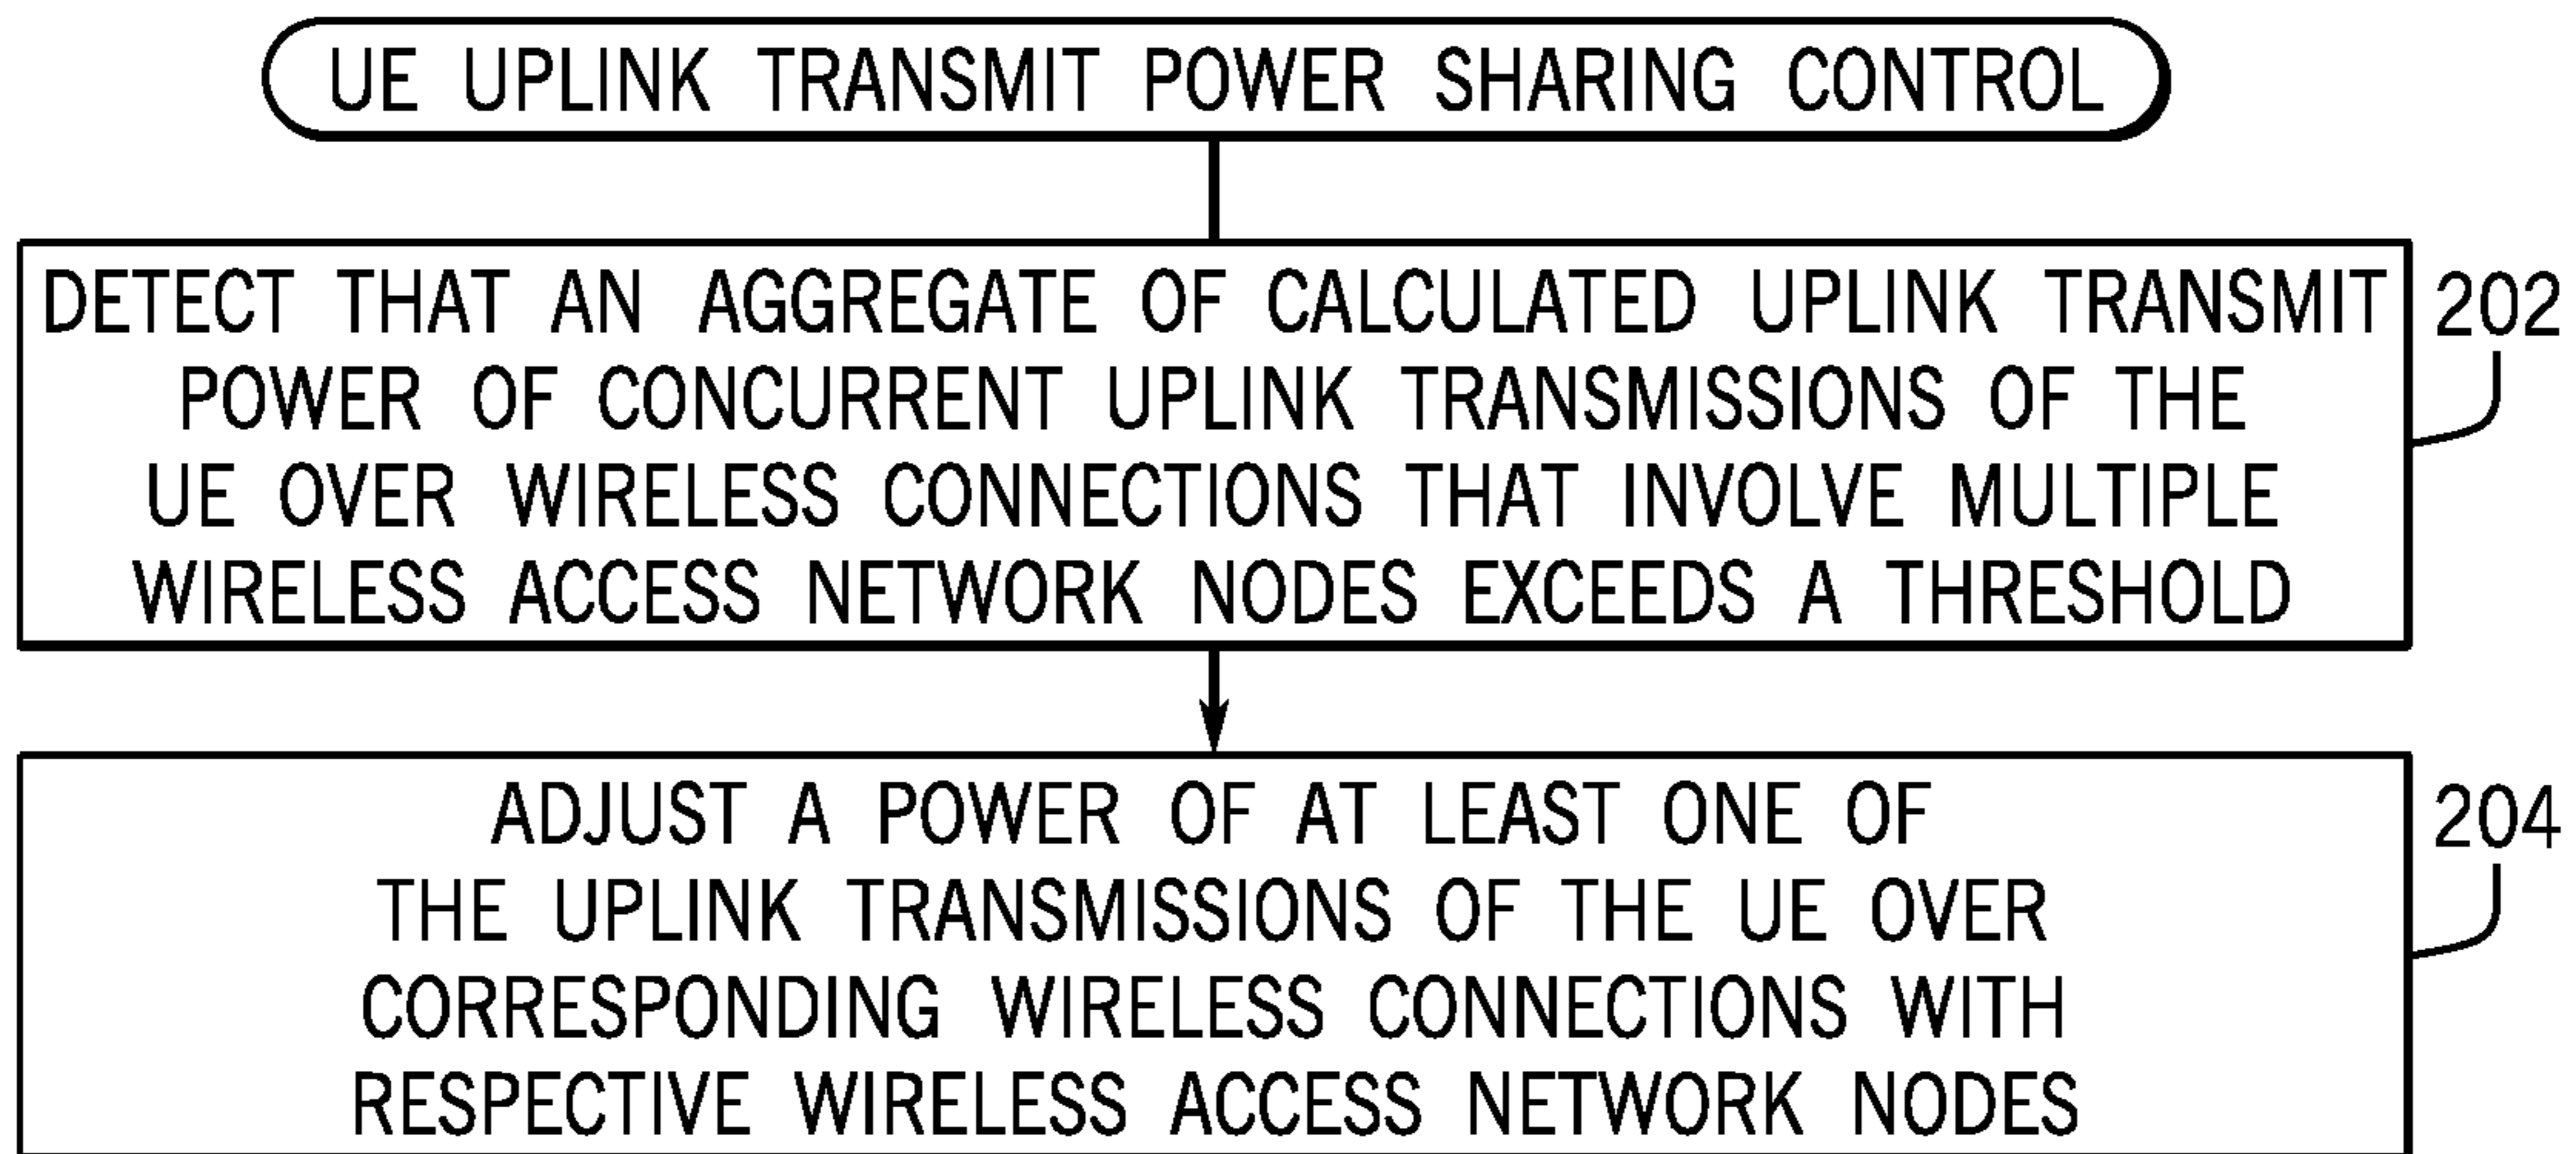 UE UPLINK TRANSMIT POWER SHARING CONTROL
DETECT THAT AN AGGREGATE OF CALCULATED UPLINK TRANSMIT
POWER OF CONCURRENT UPLINK TRANSMISSIONS OF THE
UE OVER WIRELESS CONNECTIONS THAT INVOLVE MULTIPLE
WIRELESS ACCESS NETWORK NODES EXCEEDS A THRESHOLD
202
ADJUST A POWER OF AT LEAST ONE OF
THE UPLINK TRANSMISSIONS OF THE UE OVER
CORRESPONDING WIRELESS CONNECTIONS WITH
RESPECTIVE WIRELESS ACCESS NETWORK NODES
204